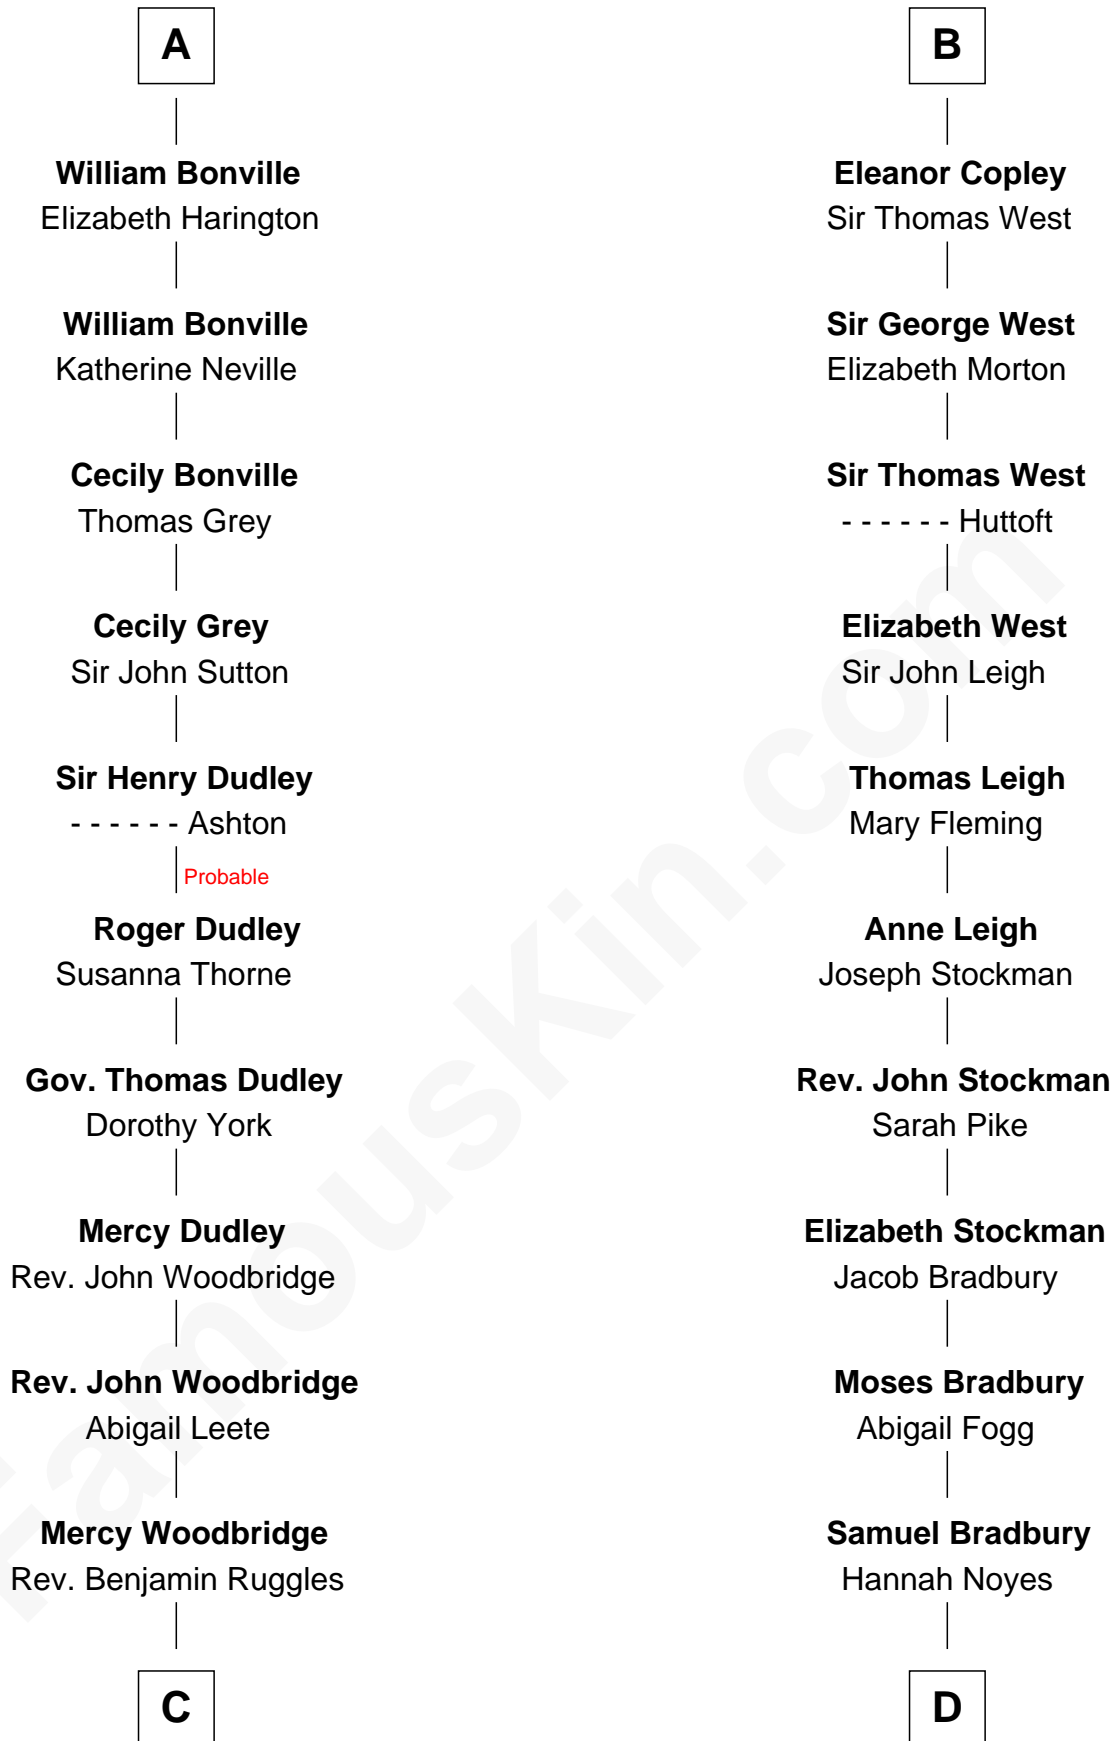 A
William Bonville
Elizabeth Harington
William Bonville
Katherine Neville
Cecily Bonville
Thomas Grey
Cecily Grey
Sir John Sutton
Sir Henry Dudley
- - - - - - Ashton
Probable
Roger Dudley
Susanna Thorne
Gov. Thomas Dudley
Dorothy York
Mercy Dudley
Rev. John Woodbridge
Rev. John Woodbridge
Abigail Leete
Mercy Woodbridge
Rev. Benjamin Ruggles
C
B
Eleanor Copley
Sir Thomas West
Sir George West
Elizabeth Morton
Sir Thomas West
- - - - - - Huttoft
Elizabeth West
Sir John Leigh
Thomas Leigh
Mary Fleming
Anne Leigh
Joseph Stockman
Rev. John Stockman
Sarah Pike
Elizabeth Stockman
Jacob Bradbury
Moses Bradbury
Abigail Fogg
Samuel Bradbury
Hannah Noyes
D
FamousKin.com